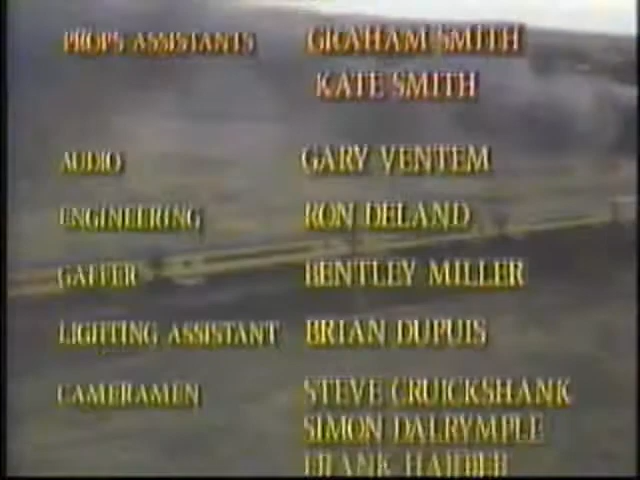 PROPS ASSISTANTS GRAHAM SMITH
KATE SMITH
AUDIO GARY VENTEM
ENGINEERING RON DELAND
GAFFER BENTLEY MILLER
LIGHTING ASSISTANT BRIAN DUPUIS
CAMERAMEN STEVE CRUICKSHANK
SIMON DALRYMPLE
FRANK